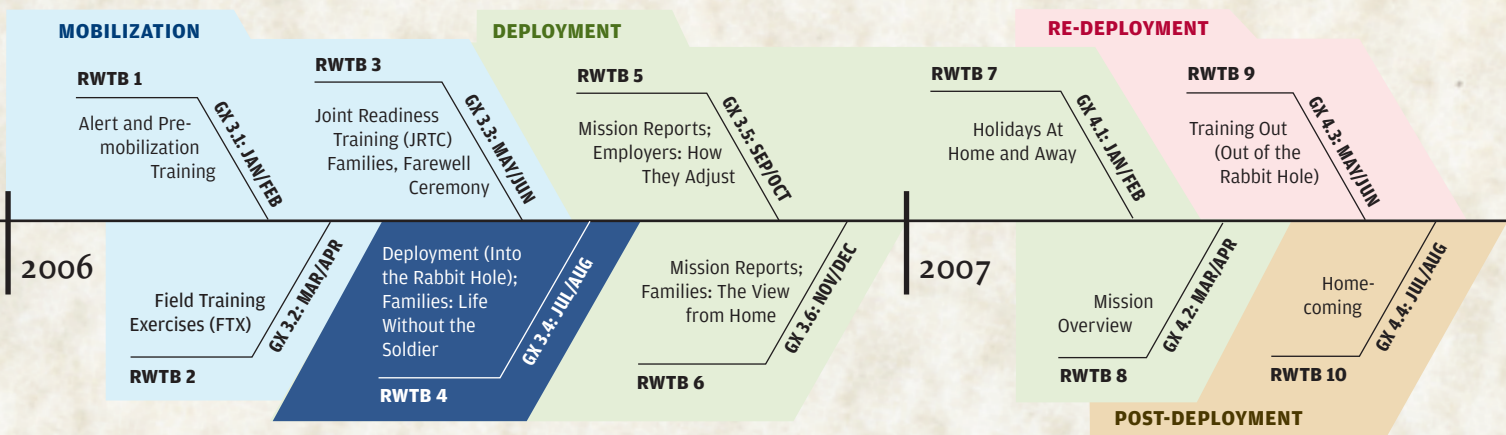 MOBILIZATION
RWTB 1
Alert and Pre-
mobilization
Training
GX 3.1: JAN/FEB
RWTB 3
Joint Readiness
Training (JRTC)
Families, Farewell
Ceremony
GX 3.3: MAY/JUN
DEPLOYMENT
RWTB 5
Mission Reports;
Employers: How
They Adjust
GX 3.5: SEP/OCT
RWTB 7
Holidays At
Home and Away
GX 4.1: JAN/FEB
RE-DEPLOYMENT
RWTB 9
Training Out
(Out of the
Rabbit Hole)
GX 4.3: MAY/JUN
2006
Field Training
Exercises (FTX)
GX 3.2: MAR/APR
RWTB 2
Deployment (Into
the Rabbit Hole);
Families: Life
Without the
Soldier
GX 3.4: JUL/AUG
RWTB 4
Mission Reports;
Families: The View
from Home
GX 3.6: NOV/DEC
RWTB 6
2007
Mission
Overview
GX 4.2: MAR/APR
RWTB 8
Home-
coming
GX 4.4: JUL/AUG
RWTB 10
POST-DEPLOYMENT